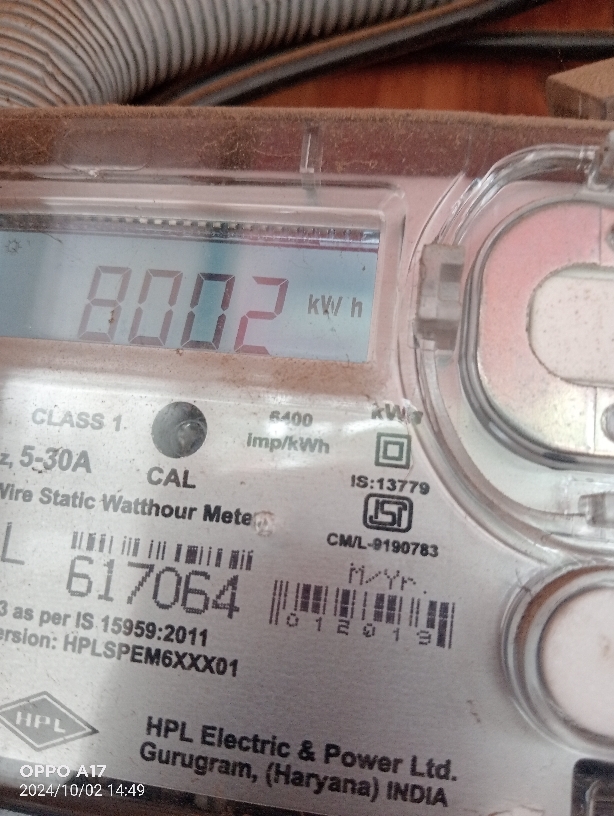 8002 kWh
CLASS 1
6400
imp/kWh
z, 5-30A
CAL
IS:13779
Wire Static Watthour Mete
CM/L-9190783
L
617064
M/Yr.
012019
3 as per IS 15959:2011
ersion: HPLSPEM6XXX01
HPL
HPL Electric & Power Ltd.
Gurugram, (Haryana) INDIA
OPPO A17
2024/10/02 14:49